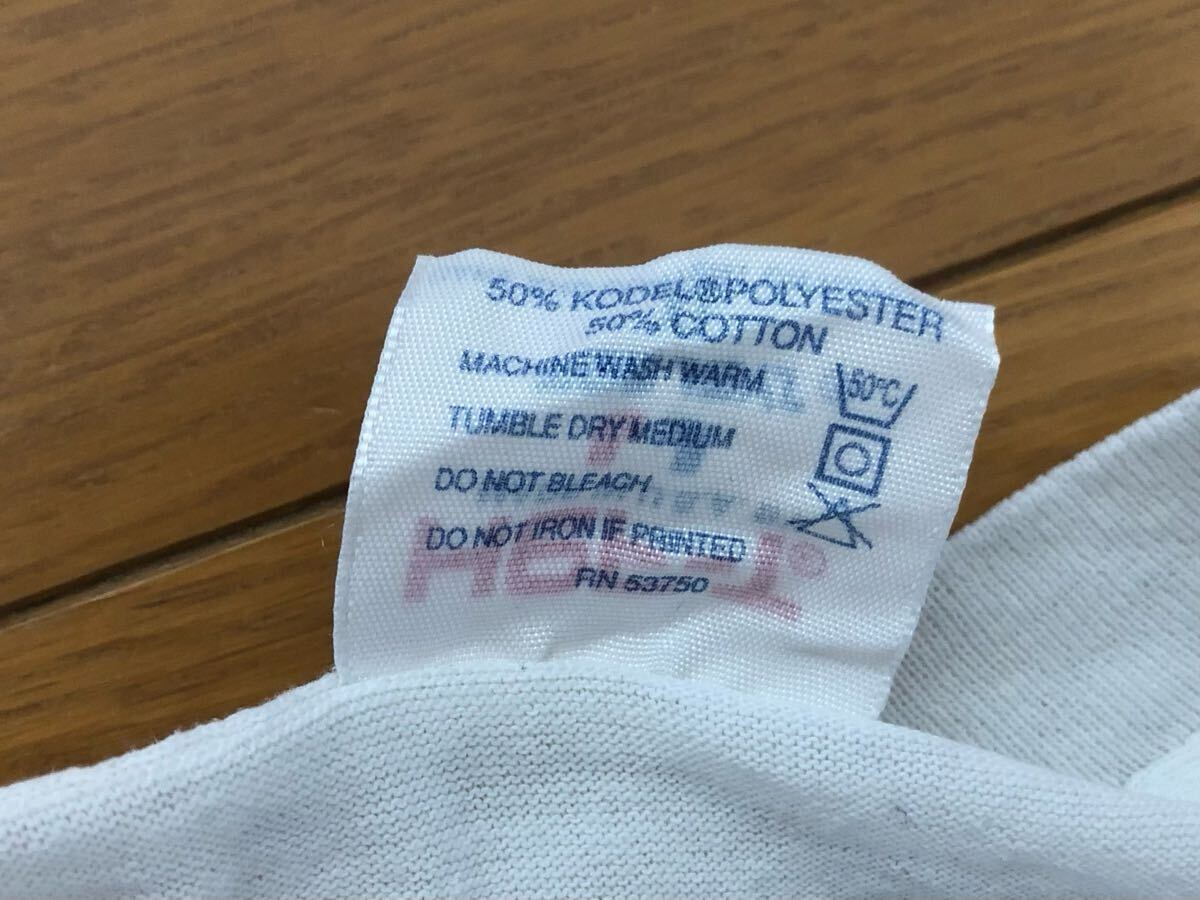 50% KODEL® POLYESTER
50% COTTON
MACHINE WASH WARM
50°C
TUMBLE DRY MEDIUM
DO NOT BLEACH
DO NOT IRON IF PRINTED
RN 53750